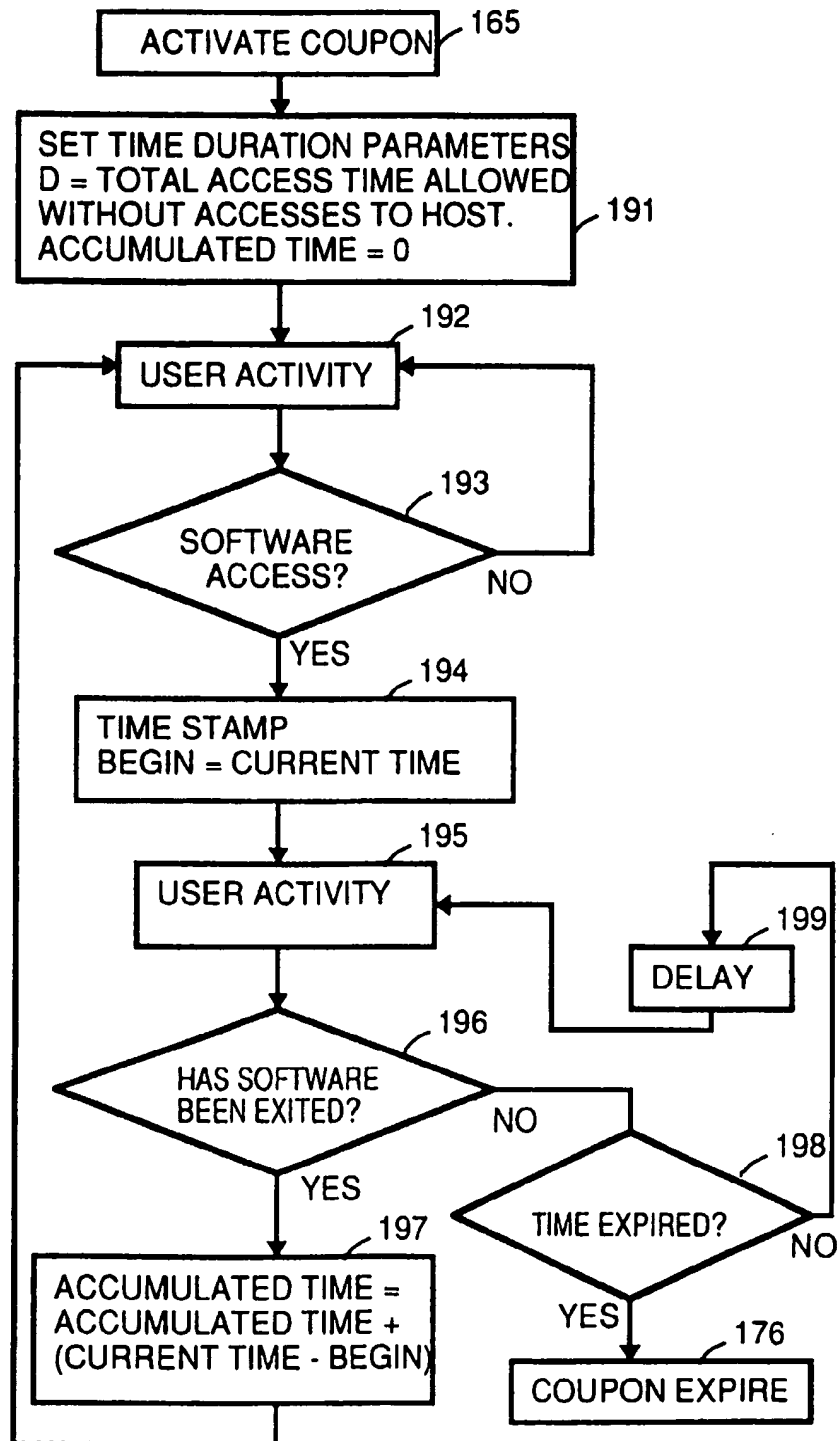 ACTIVATE COUPON
165
SET TIME DURATION PARAMETERS
D = TOTAL ACCESS TIME ALLOWED
WITHOUT ACCESSES TO HOST.
ACCUMULATED TIME = 0
191
192
USER ACTIVITY
193
SOFTWARE
ACCESS?
NO
YES
194
TIME STAMP
BEGIN = CURRENT TIME
195
USER ACTIVITY
199
DELAY
196
HAS SOFTWARE
BEEN EXITED?
NO
YES
198
TIME EXPIRED?
NO
YES
197
ACCUMULATED TIME =
ACCUMULATED TIME +
(CURRENT TIME - BEGIN)
176
COUPON EXPIRE